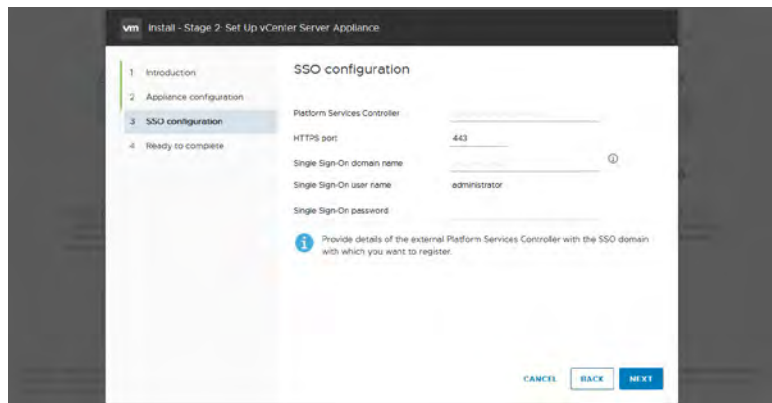 vm Install - Stage 2: Set Up vCenter Server Appliance
1 Introduction
2 Appliance configuration
3 SSO configuration
4 Ready to complete
SSO configuration
Platform Services Controller
HTTPS port 443
Single Sign-On domain name
Single Sign-On user name administrator
Single Sign-On password
Provide details of the external Platform Services Controller with the SSO domain
with which you want to register.
CANCEL BACK NEXT